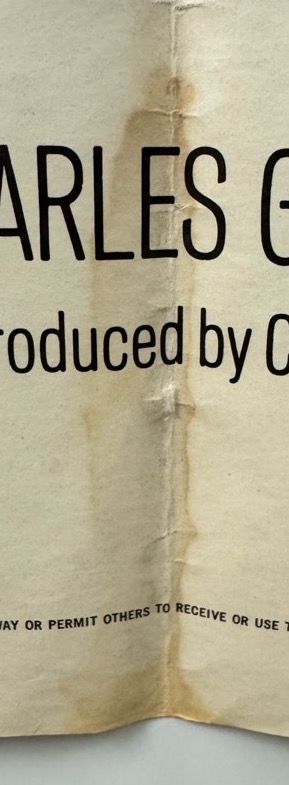 ARLES G
roduced by C
WAY OR PERMIT OTHERS TO RECEIVE OR USE T